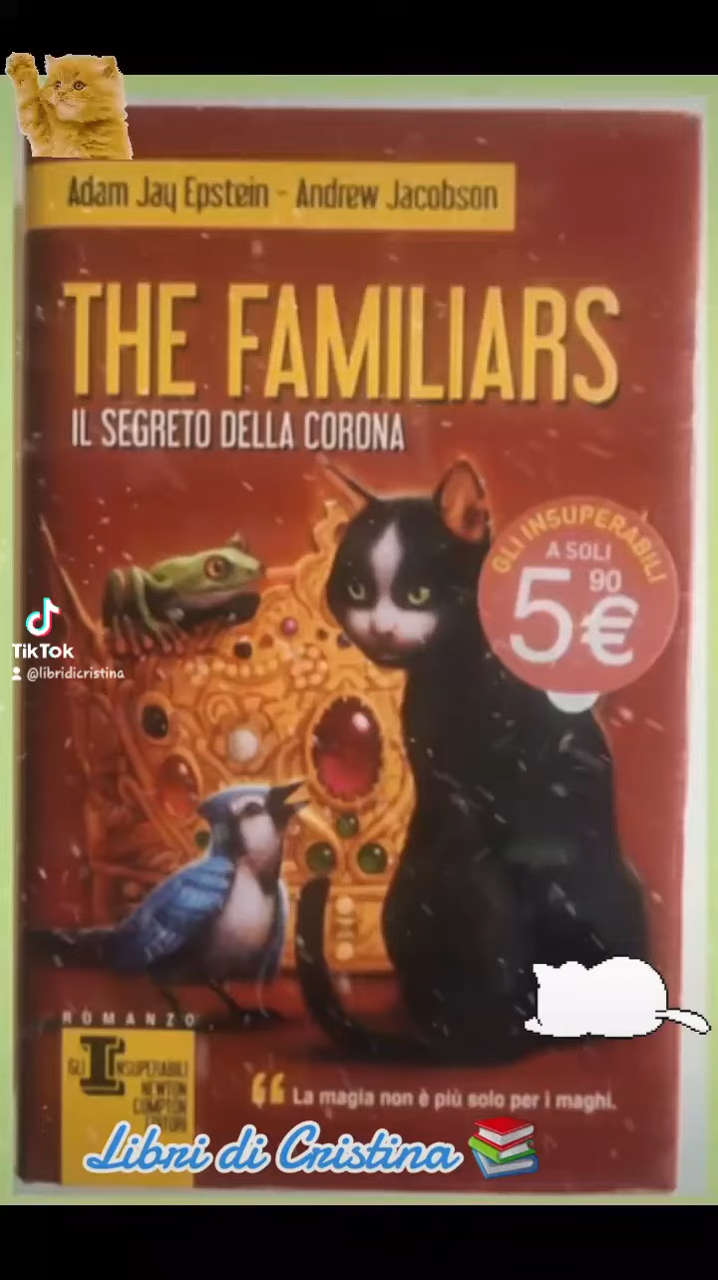 Adam Jay Epstein - Andrew Jacobson
THE FAMILIARS
IL SEGRETO DELLA CORONA
GLI INSUPERABILI
A SOLI
5,90 €
TikTok
@libridicristina
ROMANZO
GLI INSUPERABILI
NEWTON
COMPTON
“ La magia non è più solo per i maghi.
Libri di Cristina